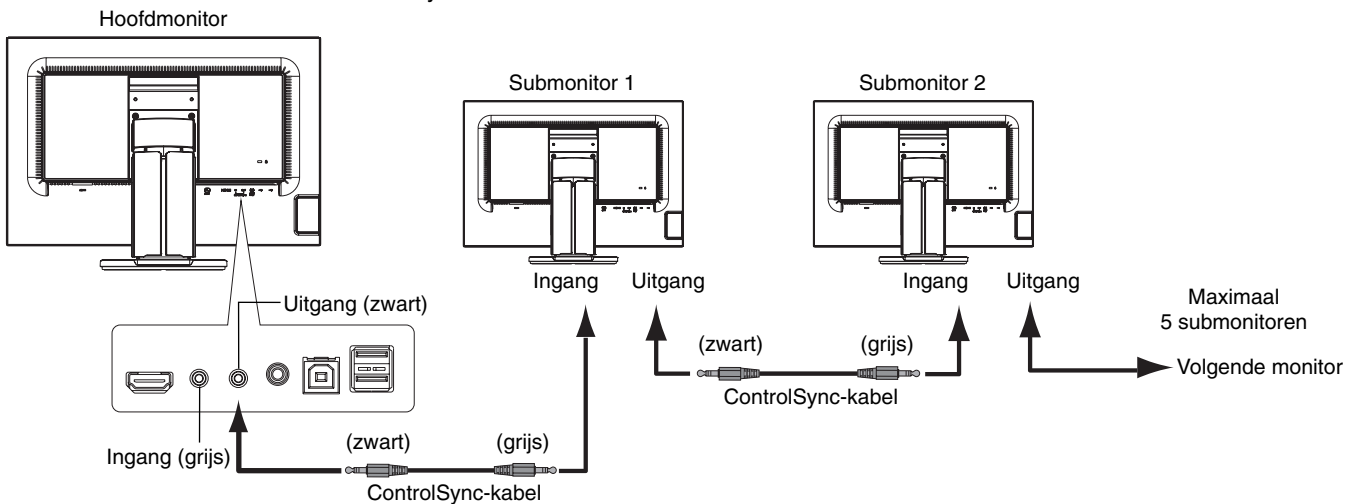 Hoofdmonitor
Submonitor 1
Submonitor 2
Ingang
Uitgang
Ingang
Uitgang
Maximaal
5 submonitoren
Volgende monitor
Uitgang (zwart)
(zwart)
(grijs)
ControlSync-kabel
Ingang (grijs)
(zwart)
(grijs)
ControlSync-kabel